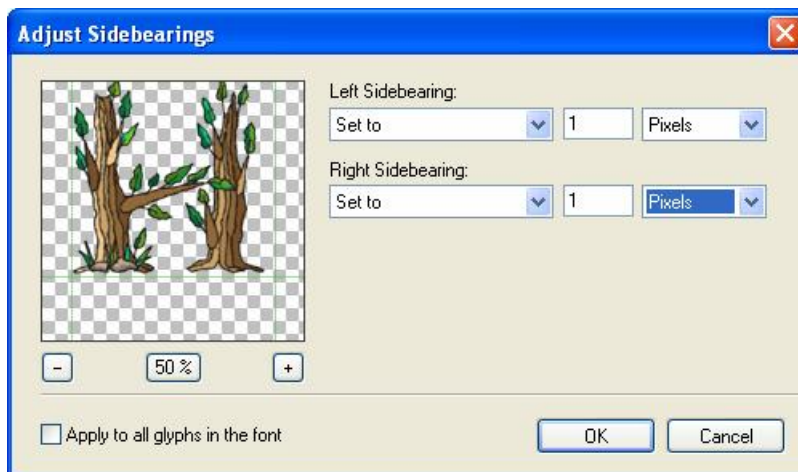 Adjust Sidebearings
Left Sidebearing:
Set to 1 Pixels
Right Sidebearing:
Set to 1 Pixels
H
- 50 % +
Apply to all glyphs in the font
OK Cancel